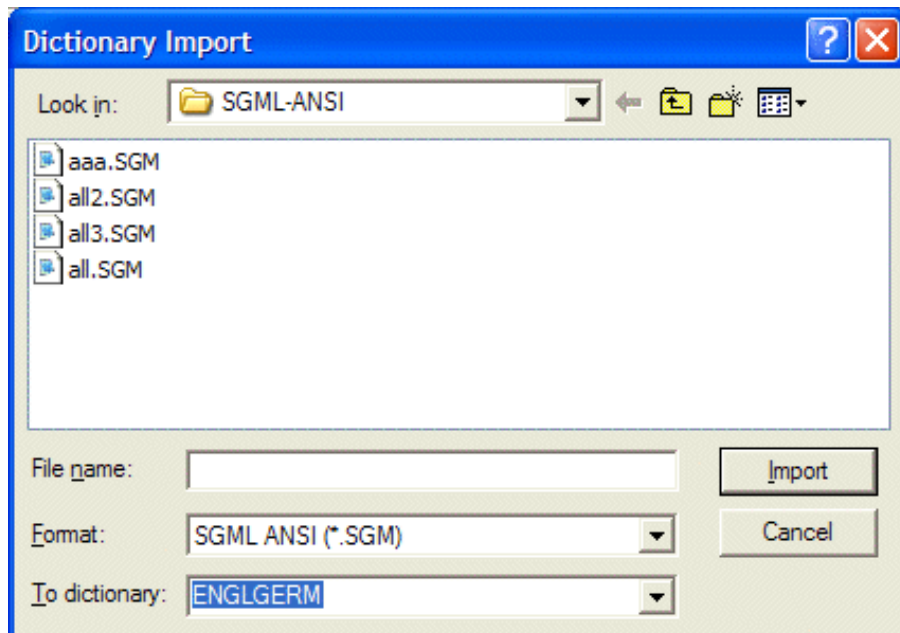 Dictionary Import
Look in: SGML-ANSI
aaa.SGM
all2.SGM
all3.SGM
all.SGM
File name: Import
Format: SGML ANSI (*.SGM) Cancel
To dictionary: ENGLGERM